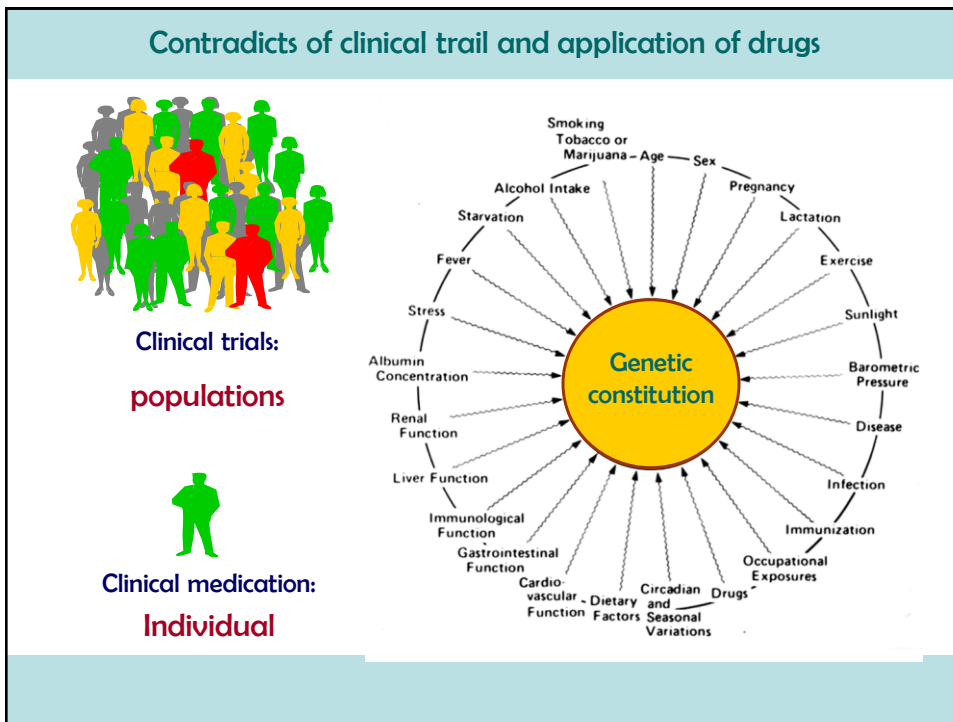 Contradicts of clinical trail and application of drugs
Clinical trials:
populations
Clinical medication:
Individual
Smoking
Tobacco or
Marijuana
Age
Sex
Pregnancy
Lactation
Exercise
Sunlight
Barometric
Pressure
Disease
Infection
Immunization
Occupational
Exposures
Drugs
Circadian
and
Seasonal
Variations
Dietary
Factors
Cardio-
vascular
Function
Gastrointestinal
Function
Immunological
Function
Liver Function
Renal
Function
Albumin
Concentration
Stress
Fever
Starvation
Alcohol Intake
Genetic
constitution